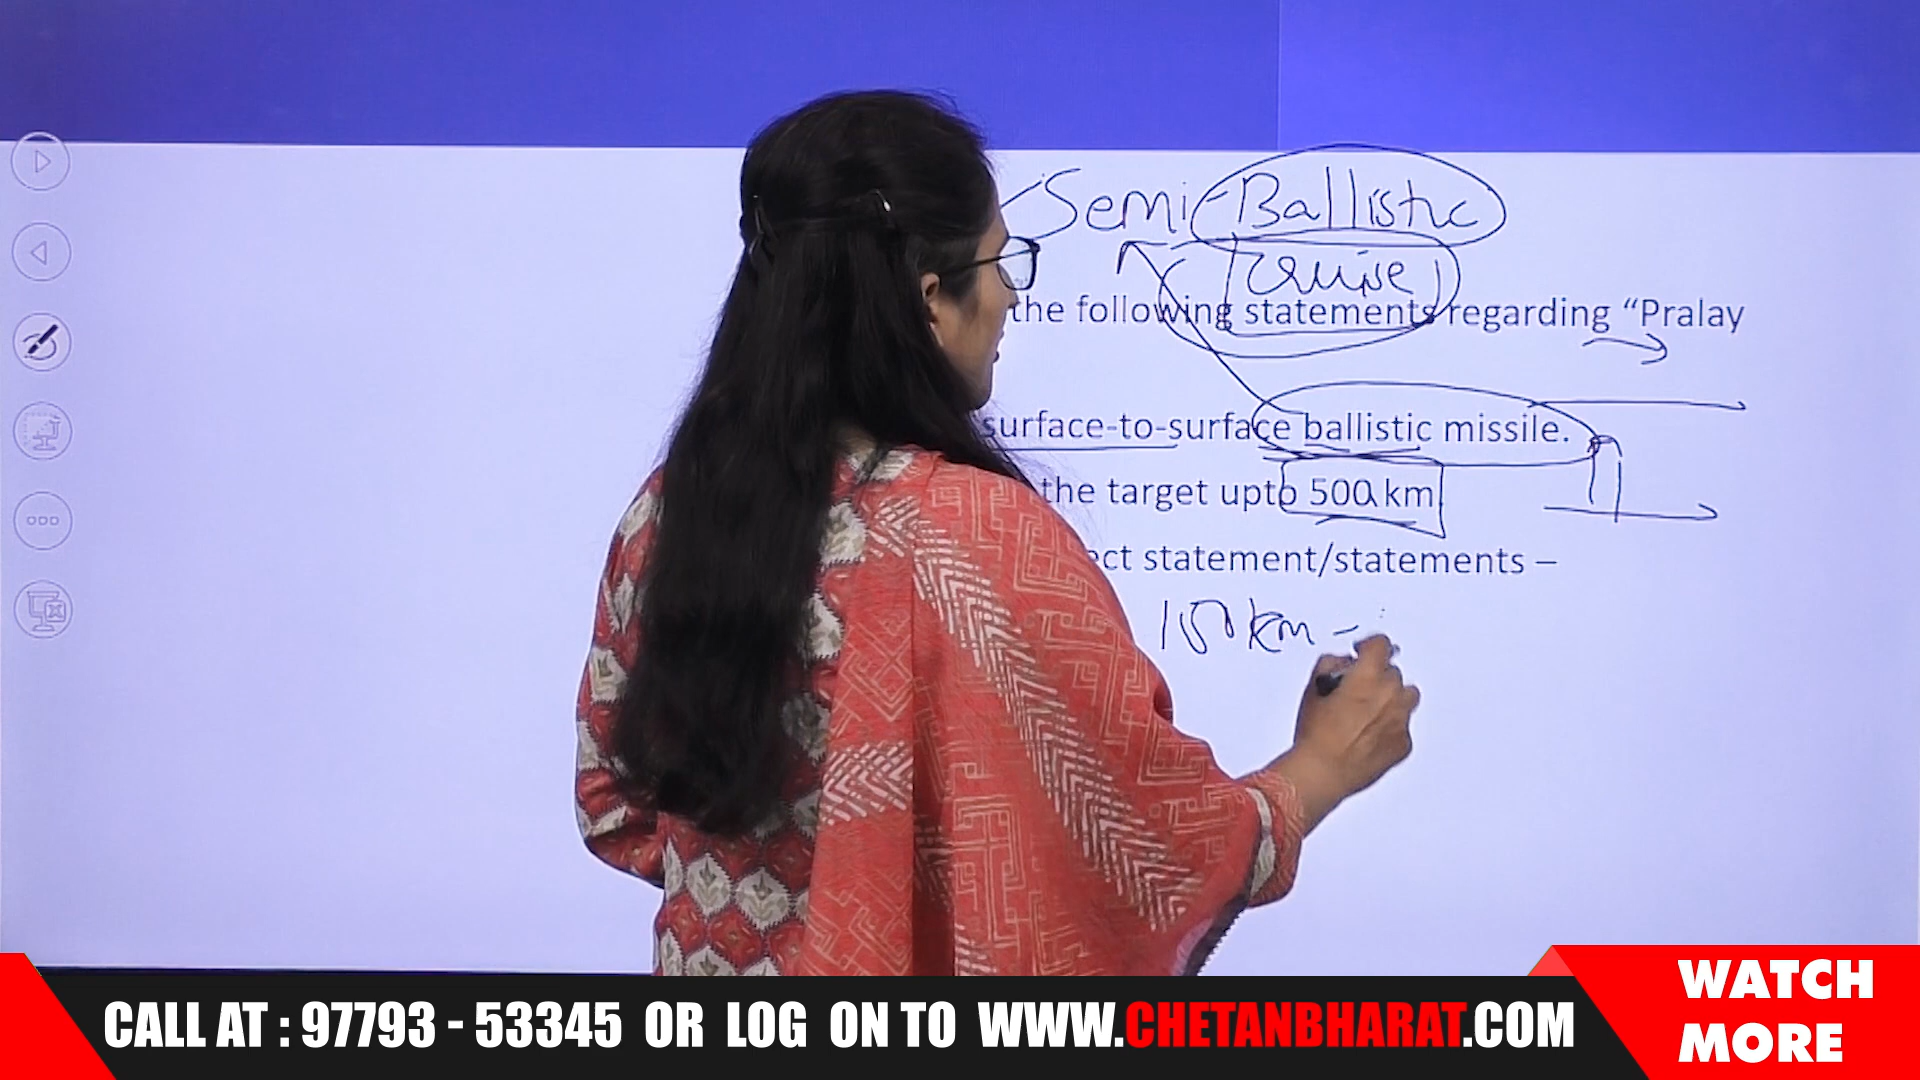 Semi-Ballistic
Cruise
the following statements regarding “Pralay
surface-to-surface ballistic missile.
the target upto 500 km
ect statement/statements –
150 km -
CALL AT : 97793 - 53345 OR LOG ON TO WWW.CHETANBHARAT.COM
WATCH
MORE